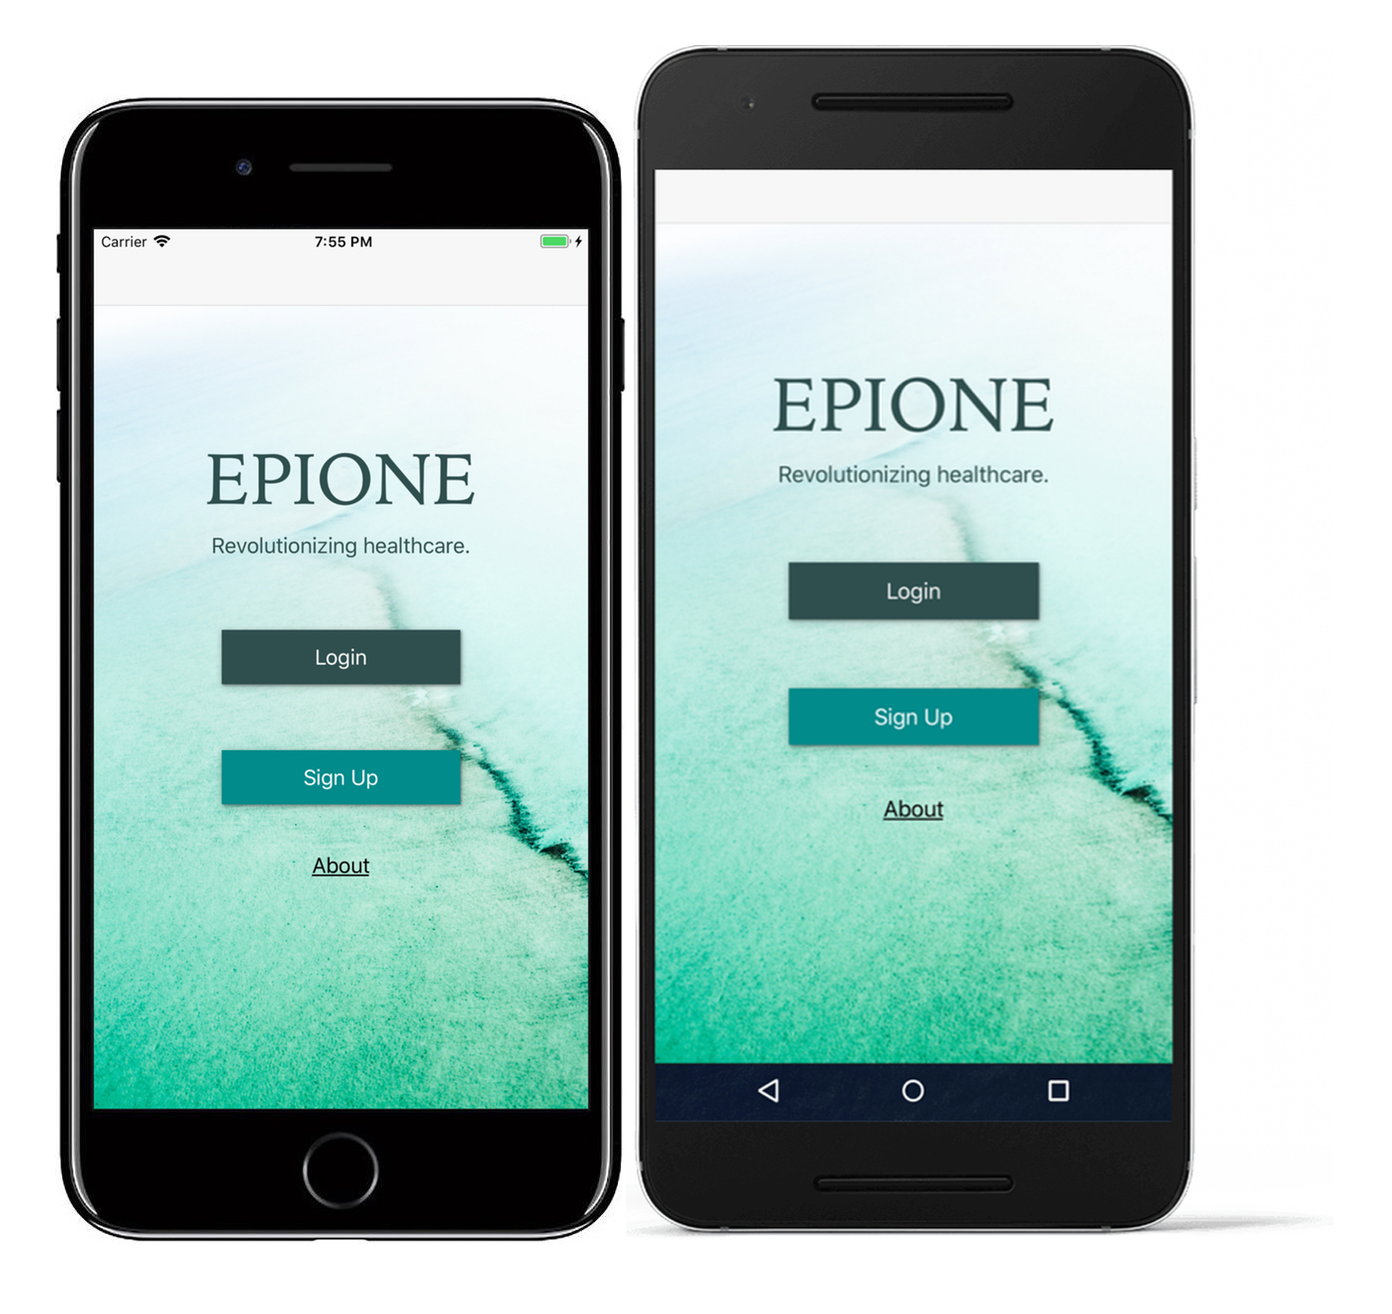 Carrier 7:55 PM
EPIONE
Revolutionizing healthcare.
Login
Sign Up
About
EPIONE
Revolutionizing healthcare.
Login
Sign Up
About